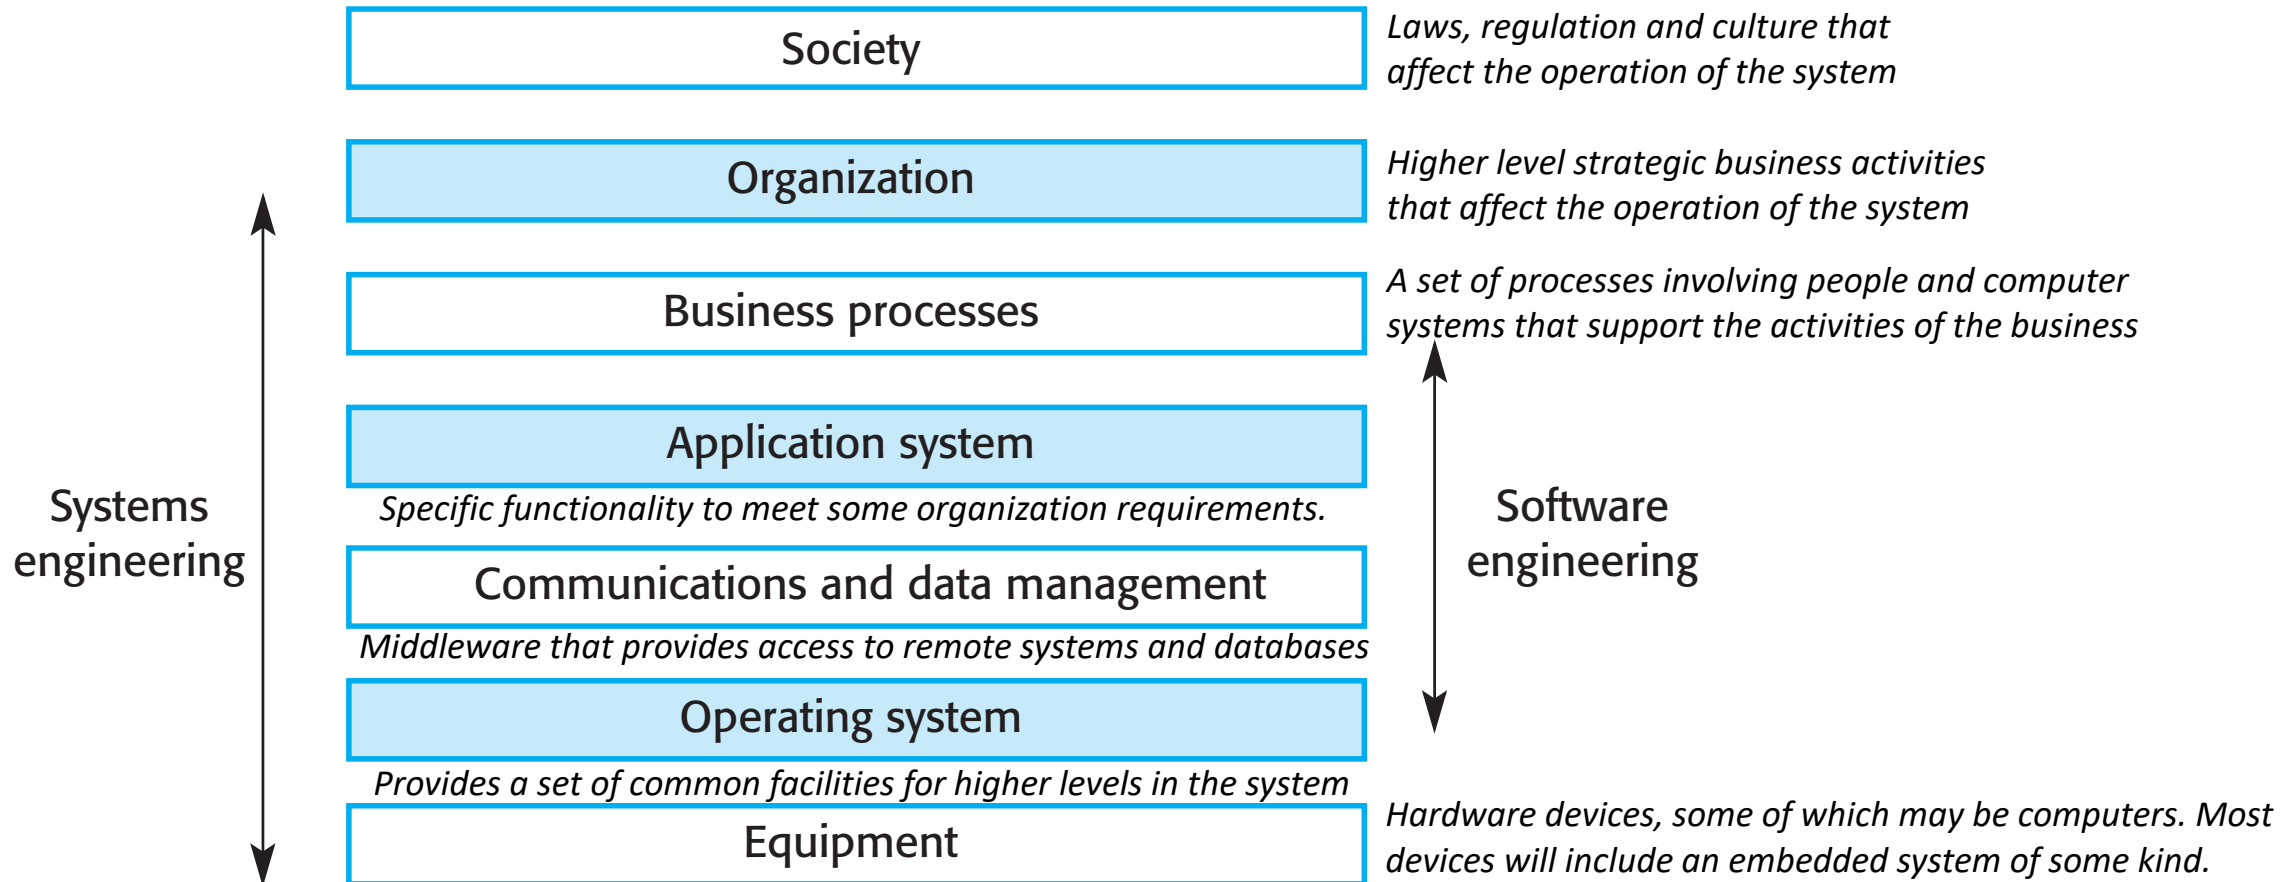 Society
Laws, regulation and culture that
affect the operation of the system
Organization
Higher level strategic business activities
that affect the operation of the system
Business processes
A set of processes involving people and computer
systems that support the activities of the business
Application system
Specific functionality to meet some organization requirements.
Systems
engineering
Software
engineering
Communications and data management
Middleware that provides access to remote systems and databases
Operating system
Provides a set of common facilities for higher levels in the system
Equipment
Hardware devices, some of which may be computers. Most
devices will include an embedded system of some kind.